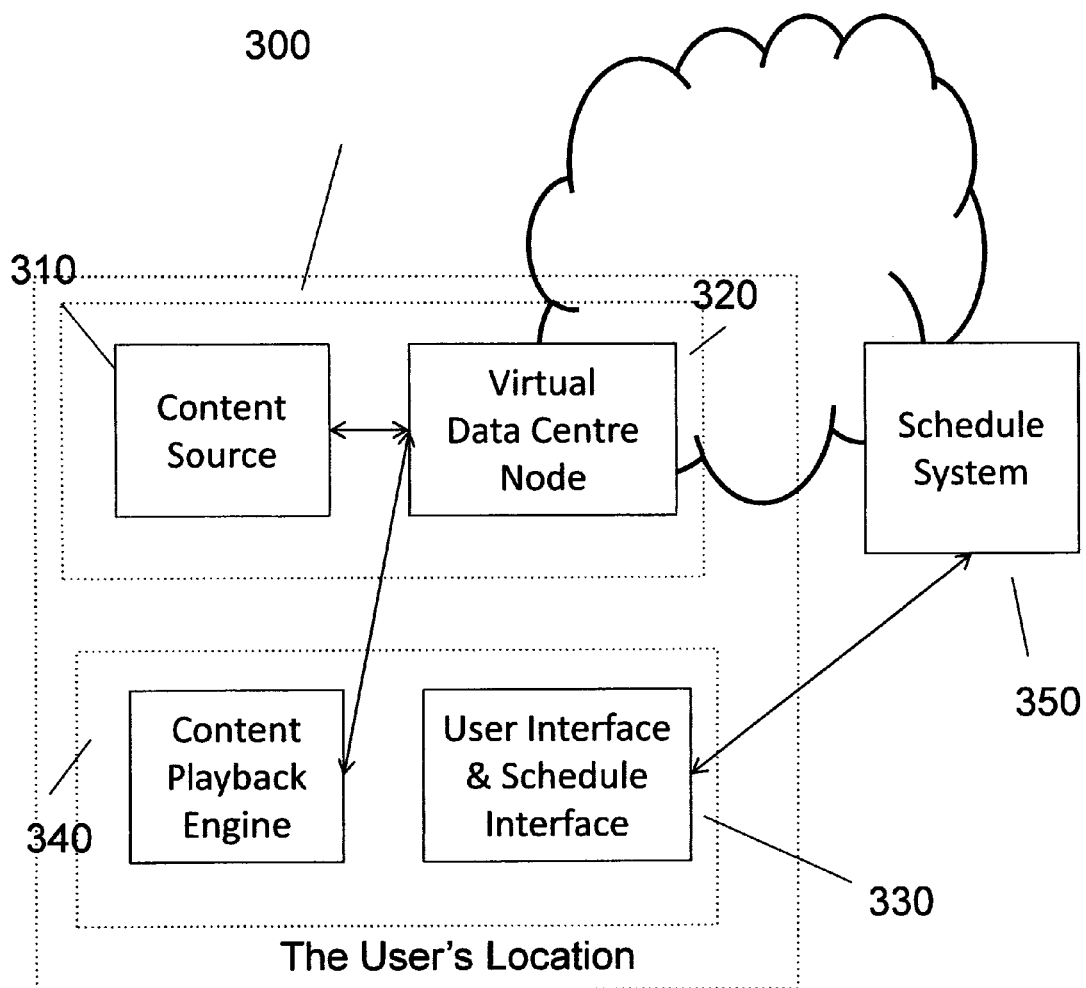 300
310
320
Content
Source
Virtual
Data Centre
Node
Schedule
System
350
Content
Playback
Engine
User Interface
& Schedule
Interface
340
330
The User's Location